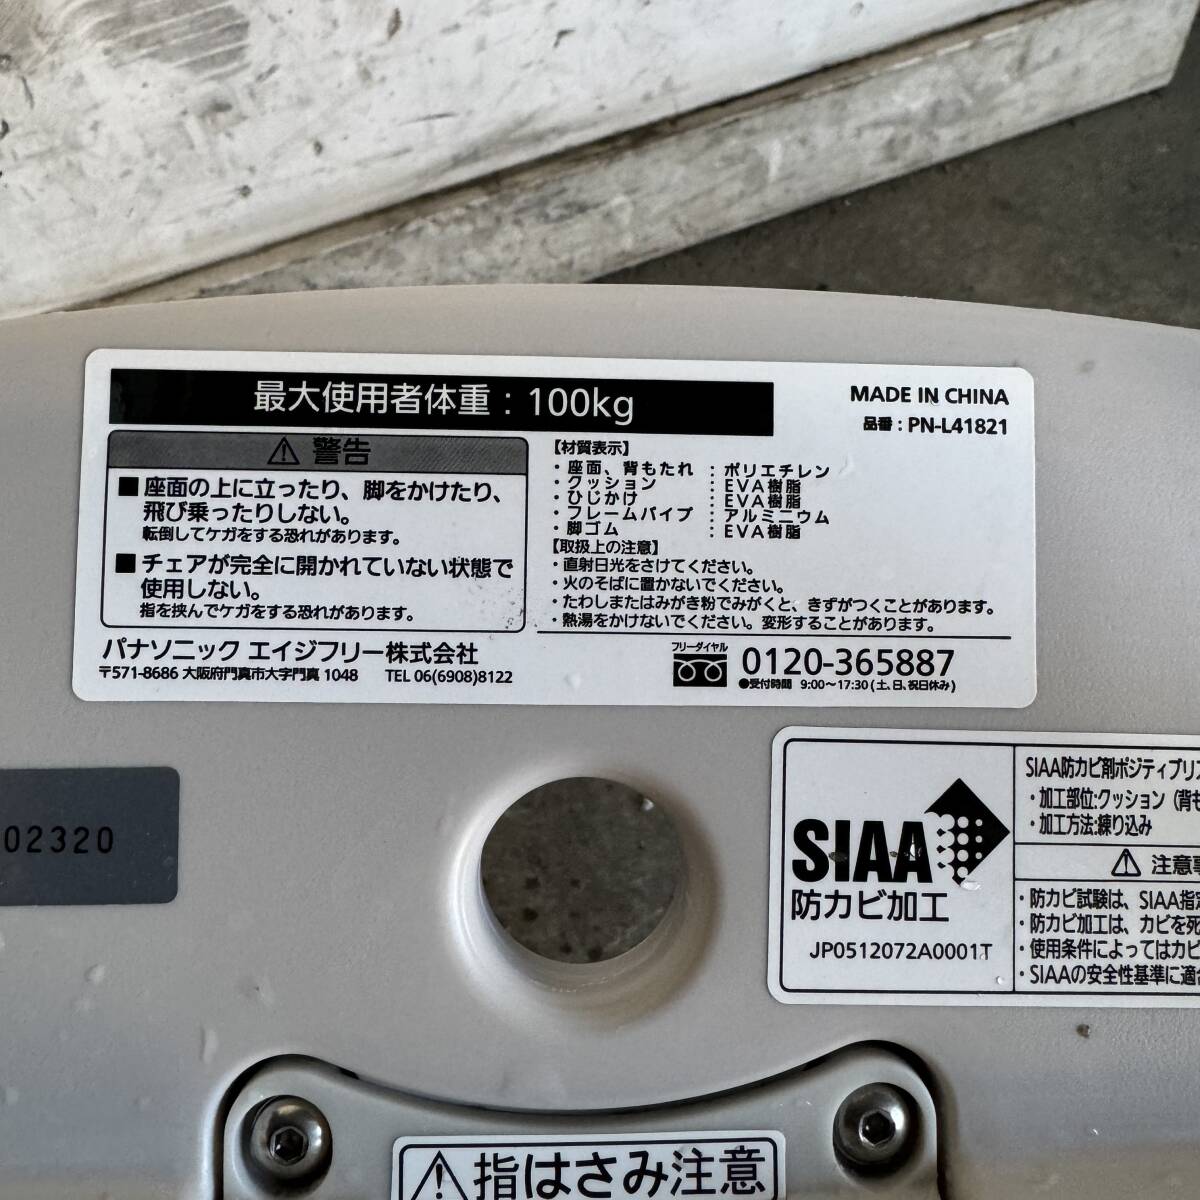 最大使用者体重：100kg
MADE IN CHINA
品番：PN-L41821
⚠ 警告
■座面の上に立ったり、脚をかけたり、
飛び乗ったりしない。
転倒してケガをする恐れがあります。
■チェアが完全に開かれていない状態で
使用しない。
指を挟んでケガをする恐れがあります。
【材質表示】
・座面、背もたれ：ポリエチレン
・クッション：EVA樹脂
・ひじかけ：EVA樹脂
・フレームパイプ：アルミニウム
・脚ゴム：EVA樹脂
【取扱上の注意】
・直射日光をさけてください。
・火のそばに置かないでください。
・たわしまたはみがき粉でみがくと、きずがつくことがあります。
・熱湯をかけないでください。変形することがあります。
パナソニック エイジフリー株式会社
〒571-8686 大阪府門真市大字門真 1048 TEL 06(6908)8122
フリーダイヤル
0120-365887
●受付時間 9:00～17:30（土、日、祝日休み）
02320
SIAA
防カビ加工
JP0512072A0001T
SIAA防カビ剤ポジティブリス
・加工部位:クッション（背も
・加工方法:練り込み
⚠ 注意事
・防カビ試験は、SIAA指定
・防カビ加工は、カビを死
・使用条件によってはカビ
・SIAAの安全性基準に適合
⚠指はさみ注意